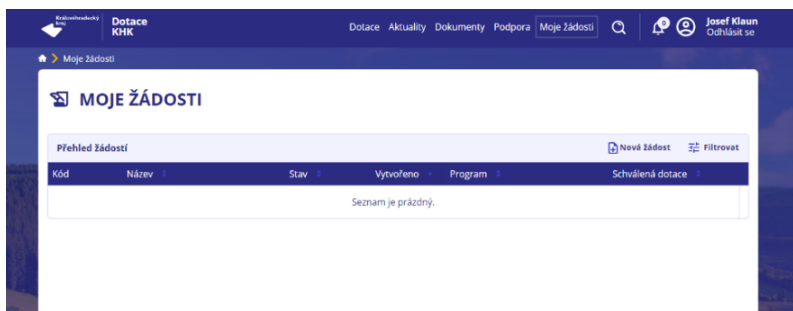 Královéhradecký
kraj
Dotace
KHK
Dotace Aktuality Dokumenty Podpora Moje žádosti
0
Josef Klaun
Odhlásit se
Moje žádosti
MOJE ŽÁDOSTI
Přehled žádostí
Nová žádost Filtrovat
Kód Název Stav Vytvořeno Program Schválená dotace
Seznam je prázdný.